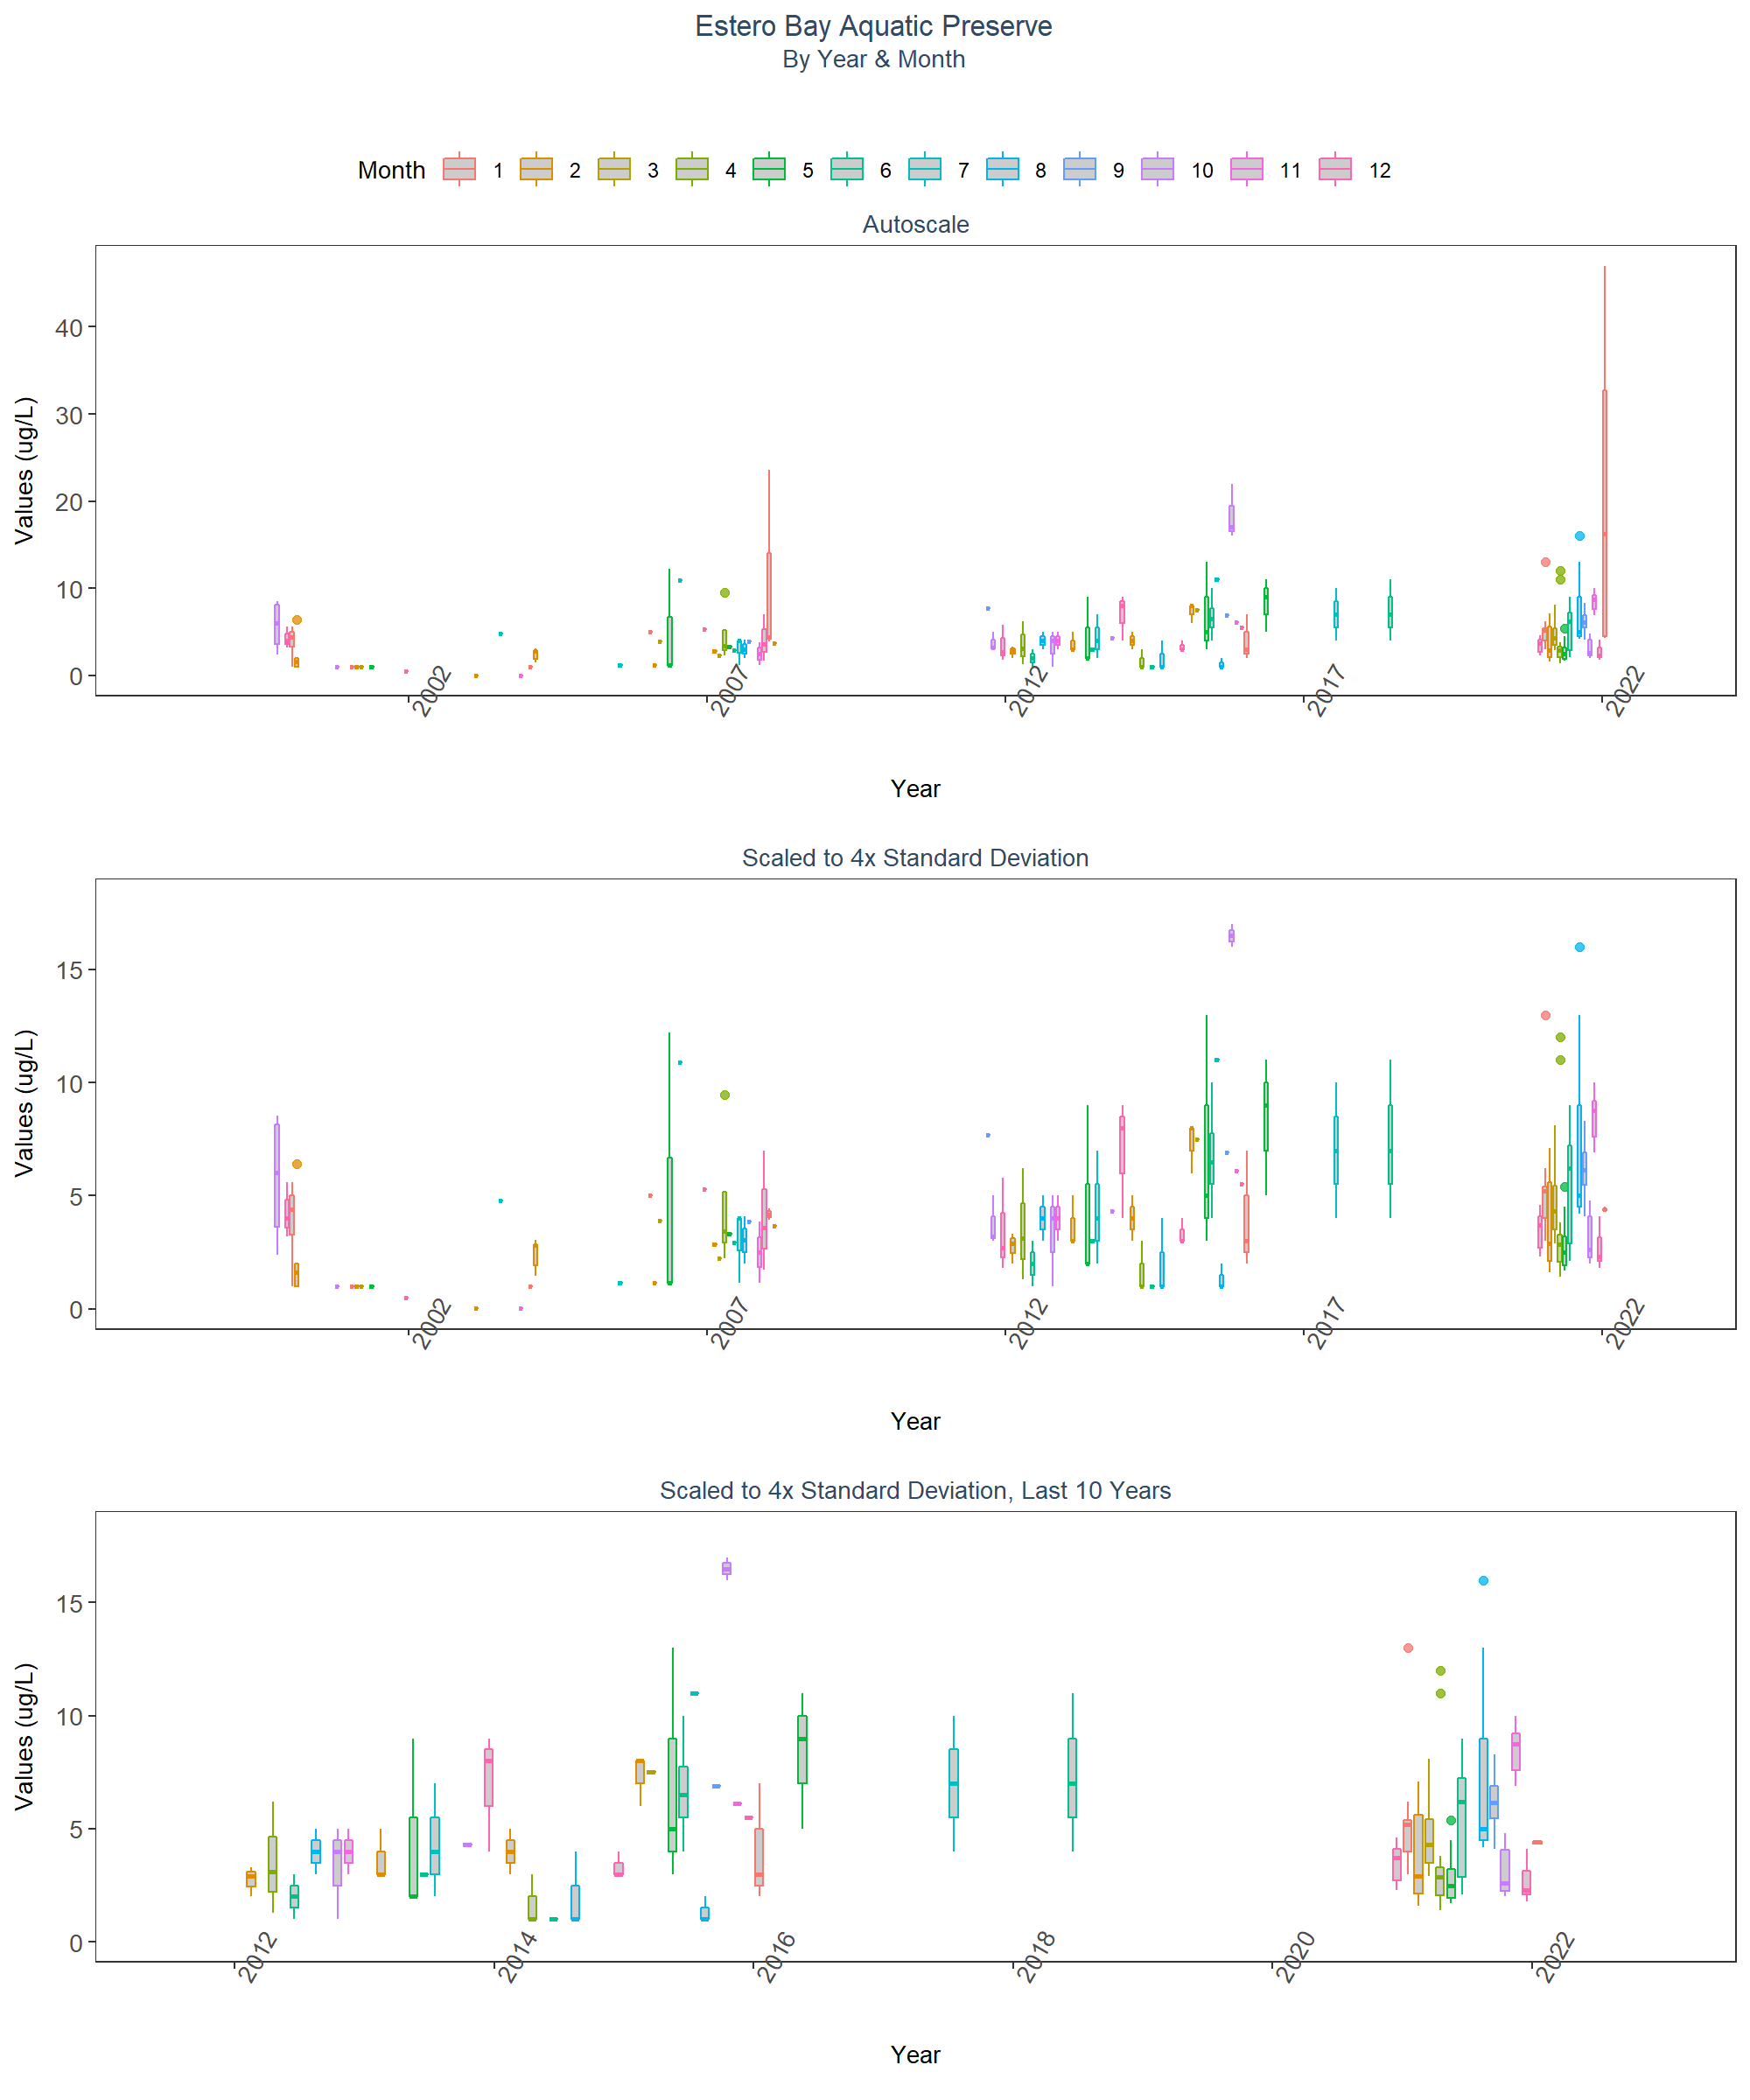 Estero Bay Aquatic Preserve
By Year & Month
Month 1 2 3 4 5 6 7 8 9 10 11 12
Autoscale
Values (ug/L)
40
30
20
10
0
2002 2007 2012 2017 2022
Year
Scaled to 4x Standard Deviation
Values (ug/L)
15
10
5
0
2002 2007 2012 2017 2022
Year
Scaled to 4x Standard Deviation, Last 10 Years
Values (ug/L)
15
10
5
0
2012 2014 2016 2018 2020 2022
Year